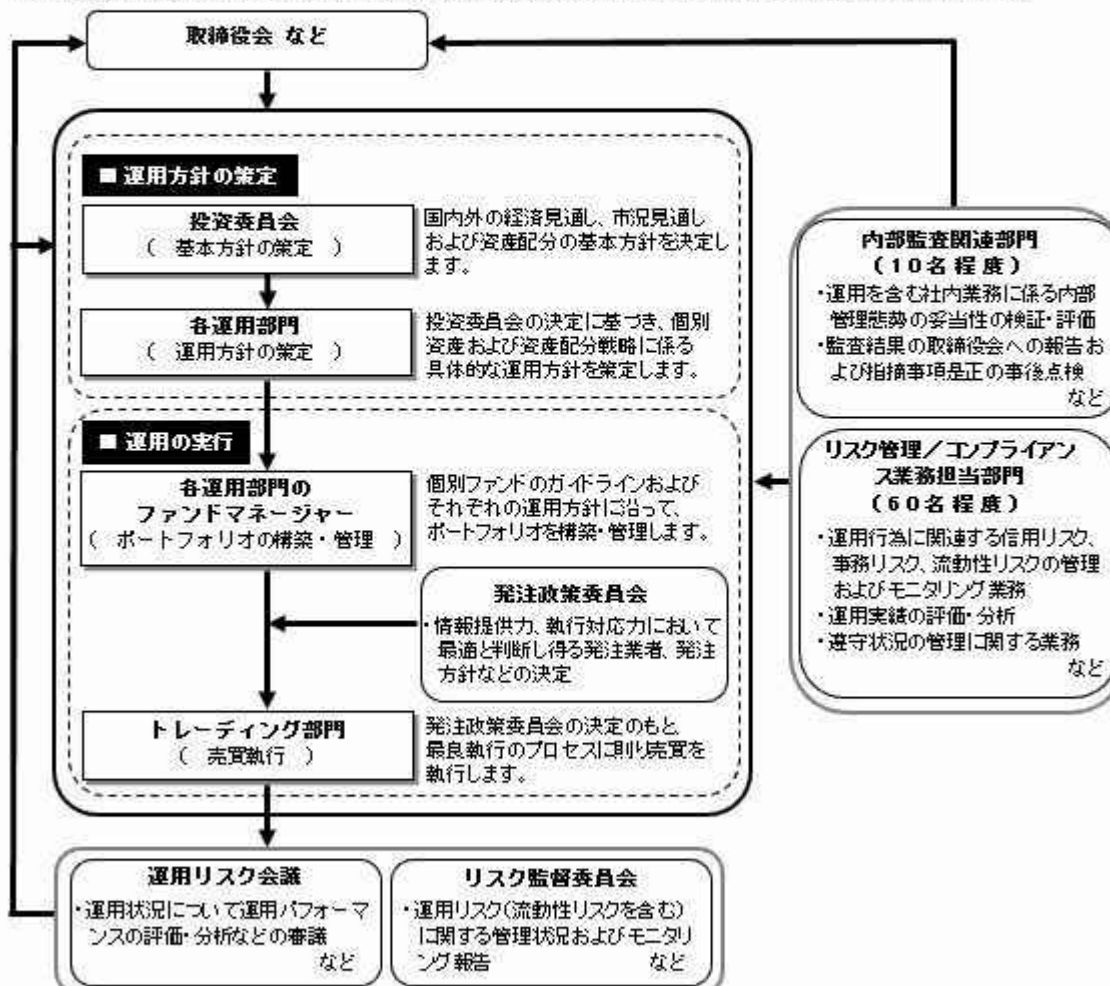 取締役会 など
■ 運用方針の策定
投資委員会
( 基本方針の策定 )
国内外の経済見通し、市況見通し
および資産配分の基本方針を決定し
ます。
各運用部門
( 運用方針の策定 )
投資委員会の決定に基づき、個別
資産および資産配分戦略に係る
具体的な運用方針を策定します。
■ 運用の実行
各運用部門の
ファンドマネージャー
( ポートフォリオの構築・管理 )
個別ファンドのガイドラインおよび
それぞれの運用方針に沿って、
ポートフォリオを構築・管理します。
発注政策委員会
・情報提供力、執行対応力において
最適と判断し得る発注業者、発注
方針などの決定
トレーディング部門
( 売買執行 )
発注政策委員会の決定のもと、
最良執行のプロセスに則り売買を
執行します。
内部監査関連部門
(10名程度)
・運用を含む社内業務に係る内部
管理態勢の妥当性の検証・評価
・監査結果の取締役会への報告お
よび指摘事項是正の事後点検
など
リスク管理/コンプライアン
ス業務担当部門
(60名程度)
・運用行為に関連する信用リスク、
事務リスク、流動性リスクの管理
およびモニタリング業務
・運用実績の評価・分析
・遵守状況の管理に関する業務
など
運用リスク会議
・運用状況について運用パフォーマ
ンスの評価・分析などの審議
など
リスク監督委員会
・運用リスク(流動性リスクを含む)
に関する管理状況およびモニタリ
ング報告 など